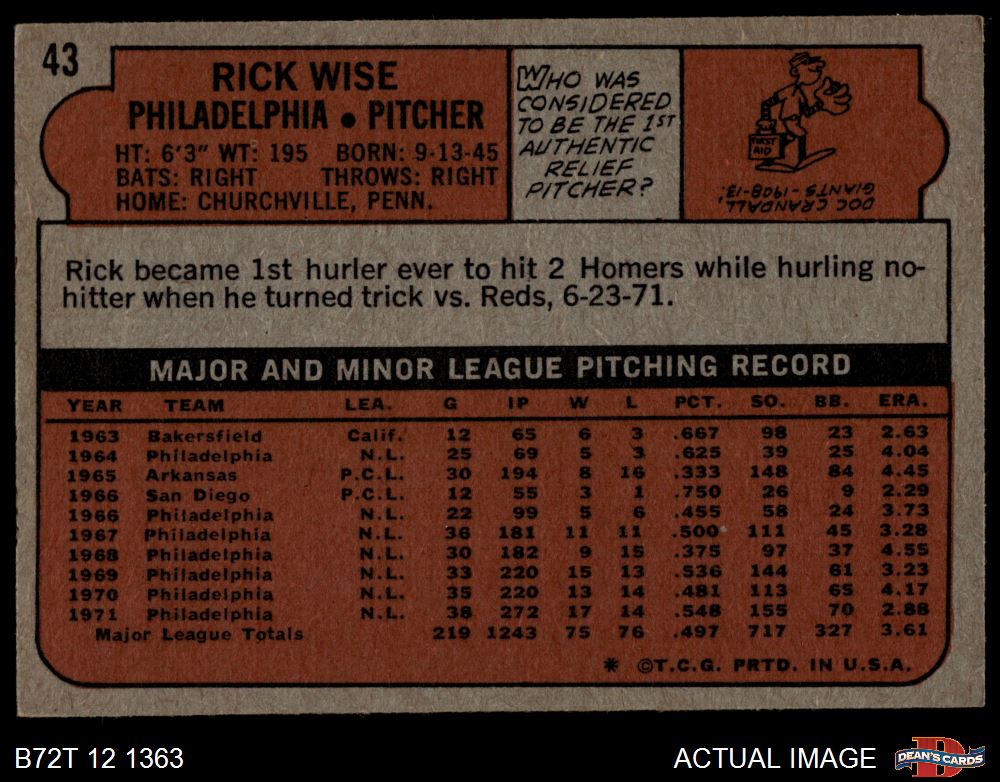 43
RICK WISE
PHILADELPHIA • PITCHER
HT: 6'3" WT: 195 BORN: 9-13-45
BATS: RIGHT THROWS: RIGHT
HOME: CHURCHVILLE, PENN.
WHO WAS
CONSIDERED
TO BE THE 1ST
AUTHENTIC
RELIEF
PITCHER?
FIRST
AID
DOC CRANDALL,
GIANTS - 1908-13.
Rick became 1st hurler ever to hit 2 Homers while hurling no-
hitter when he turned trick vs. Reds, 6-23-71.
MAJOR AND MINOR LEAGUE PITCHING RECORD
YEAR TEAM LEA. G IP W L PCT. SO. BB. ERA.
1963 Bakersfield Calif. 12 65 6 3 .667 98 23 2.63
1964 Philadelphia N.L. 25 69 5 3 .625 39 25 4.04
1965 Arkansas P.C.L. 30 194 8 16 .333 148 84 4.45
1966 San Diego P.C.L. 12 55 3 1 .750 26 9 2.29
1966 Philadelphia N.L. 22 99 5 6 .455 58 24 3.73
1967 Philadelphia N.L. 36 181 11 11 .500 111 45 3.28
1968 Philadelphia N.L. 30 182 9 15 .375 97 37 4.55
1969 Philadelphia N.L. 33 220 15 13 .536 144 61 3.23
1970 Philadelphia N.L. 35 220 13 14 .481 113 65 4.17
1971 Philadelphia N.L. 38 272 17 14 .548 155 70 2.88
Major League Totals 219 1243 75 76 .497 717 327 3.61
* ©T.C.G. PRTD. IN U.S.A.
B72T 12 1363
ACTUAL IMAGE
D
DEAN'S CARDS